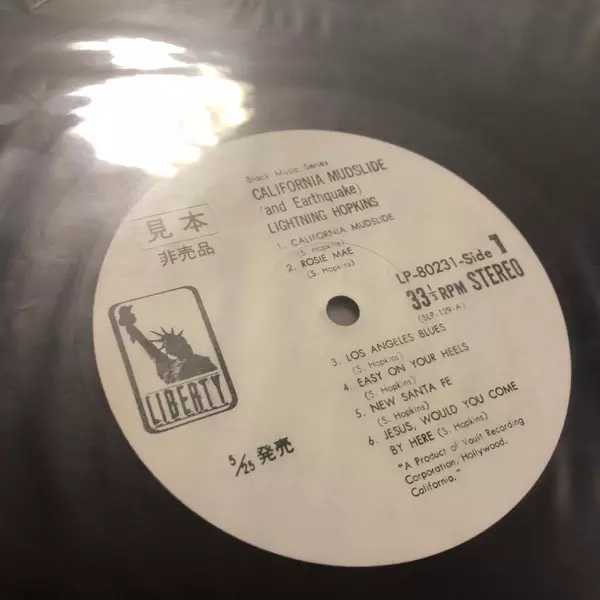 Black Music Series
CALIFORNIA MUDSLIDE
(and Earthquake)
LIGHTNING HOPKINS
見本
非売品
1. CALIFORNIA MUDSLIDE
(S. Hopkins)
2. ROSIE MAE
(S. Hopkins)
LP-80231-Side 1
33 1/3 RPM STEREO
(SLP-129-A)
LIBERTY
3. LOS ANGELES BLUES
(S. Hopkins)
4. EASY ON YOUR HEELS
(S. Hopkins)
5. NEW SANTA FE
(S. Hopkins)
6. JESUS, WOULD YOU COME
BY HERE (S. Hopkins)
5/25 発売
"A Product of Vault Recording
Corporation, Hollywood,
California."